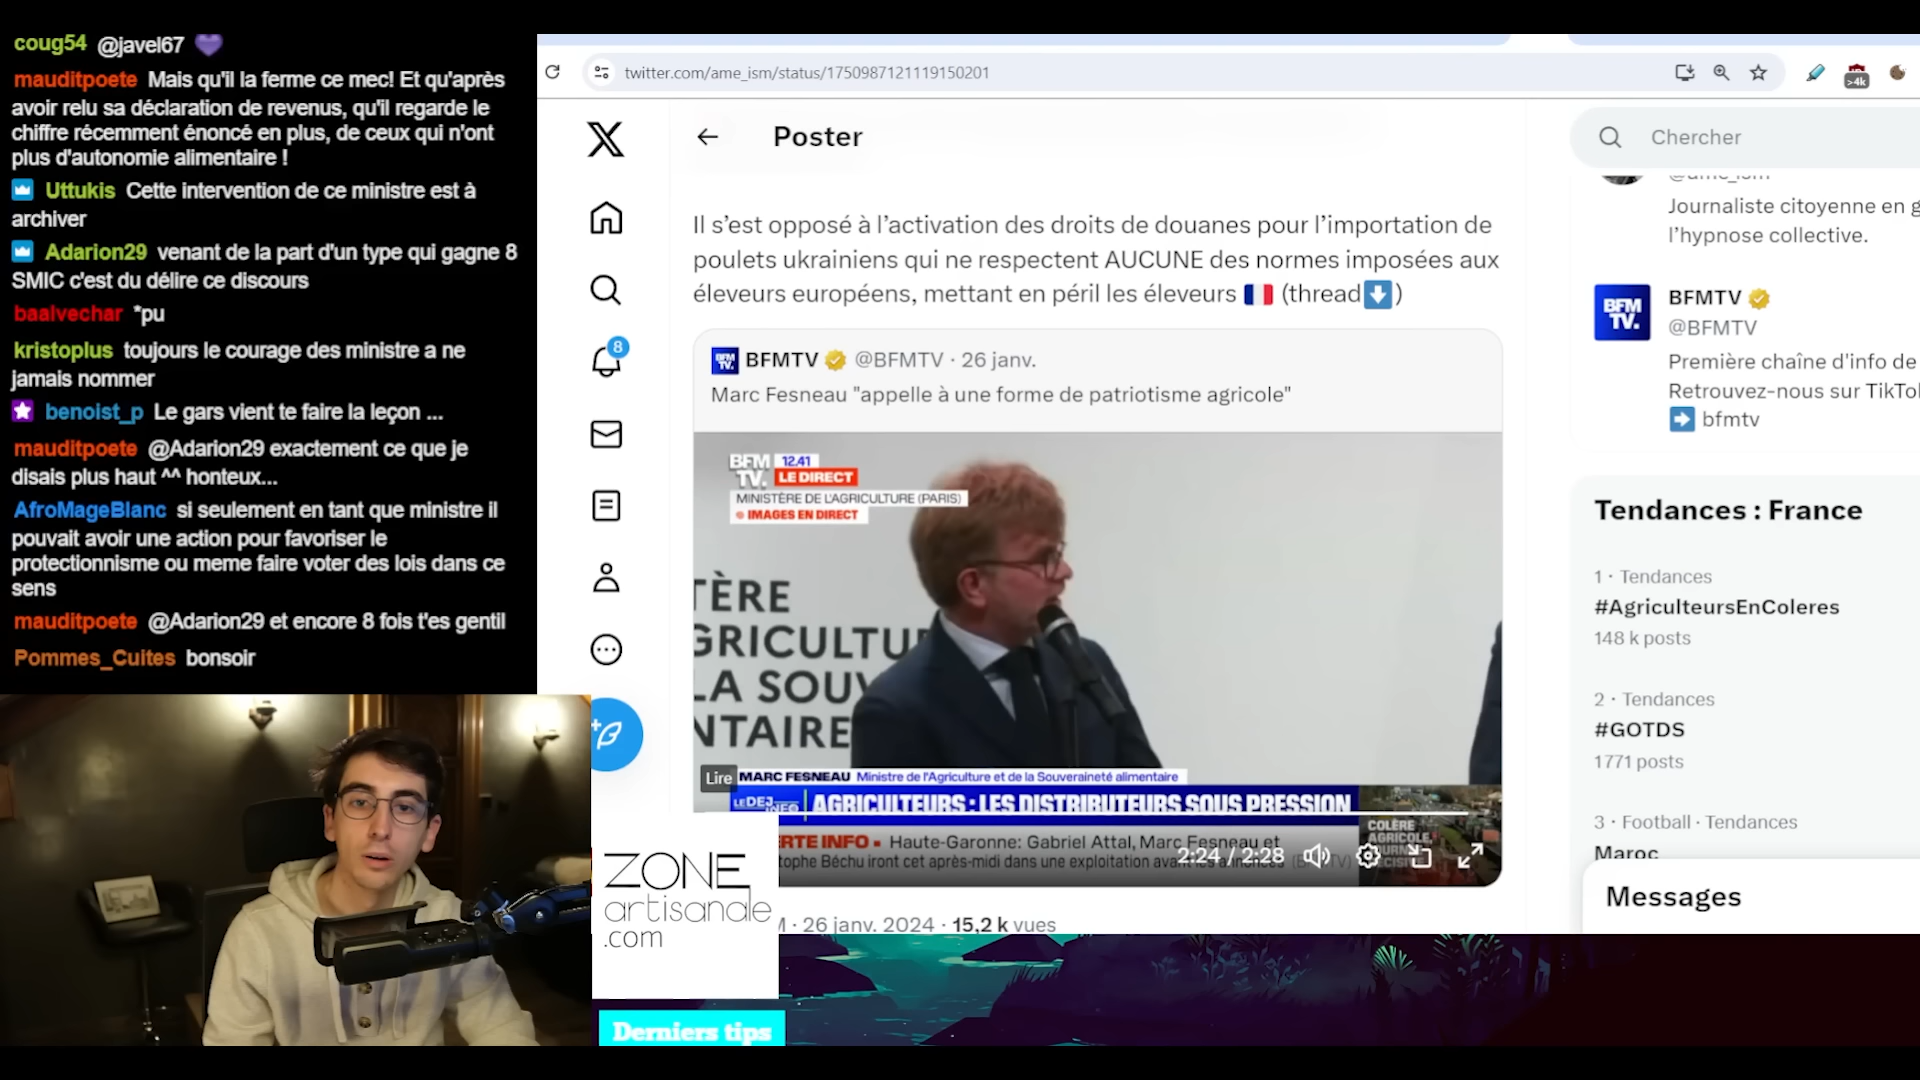 coug54 @javel67
mauditpoete Mais qu'il la ferme ce mec! Et qu'après
avoir relu sa déclaration de revenus, qu'il regarde le
chiffre récemment énoncé en plus, de ceux qui n'ont
plus d'autonomie alimentaire !
Uttukis Cette intervention de ce ministre est à
archiver
Adarion29 venant de la part d'un type qui gagne 8
SMIC c'est du délire ce discours
baalvechar *pu
kristoplus toujours le courage des ministre a ne
jamais nommer
benoist_p Le gars vient te faire la leçon ...
mauditpoete @Adarion29 exactement ce que je
disais plus haut ^^ honteux...
AfroMageBlanc si seulement en tant que ministre il
pouvait avoir une action pour favoriser le
protectionnisme ou meme faire voter des lois dans ce
sens
mauditpoete @Adarion29 et encore 8 fois t'es gentil
Pommes_Cuites bonsoir
twitter.com/ame_ism/status/1750987121119150201
>4k
Poster
8
Il s'est opposé à l'activation des droits de douanes pour l'importation de
poulets ukrainiens qui ne respectent AUCUNE des normes imposées aux
éleveurs européens, mettant en péril les éleveurs (thread )
BFMTV @BFMTV · 26 janv.
Marc Fesneau "appelle à une forme de patriotisme agricole"
BFM 12.41
TV. LE DIRECT
MINISTÈRE DE L'AGRICULTURE (PARIS)
IMAGES EN DIRECT
TÈRE
GRICULTU
LA SOUV
NTAIRE
Lire MARC FESNEAU Ministre de l'Agriculture et de la Souveraineté alimentaire
LE DEJ INFO AGRICULTEURS : LES DISTRIBUTEURS SOUS PRESSION
RTE INFO Haute-Garonne: Gabriel Attal, Marc Fesneau et
tophe Béchu iront cet après-midi dans une exploitation
COLÈRE
AGRICOLE
2:24 / 2:28
· 26 janv. 2024 · 15,2 k vues
ZONE
artisanale
.com
Derniers tips
Chercher
@ame_ism
Journaliste citoyenne en g
l'hypnose collective.
BFM
TV.
BFMTV
@BFMTV
Première chaîne d'info de
Retrouvez-nous sur TikTo
bfmtv
Tendances : France
1 · Tendances
#AgriculteursEnColeres
148 k posts
2 · Tendances
#GOTDS
1771 posts
3 · Football · Tendances
Maroc
Messages